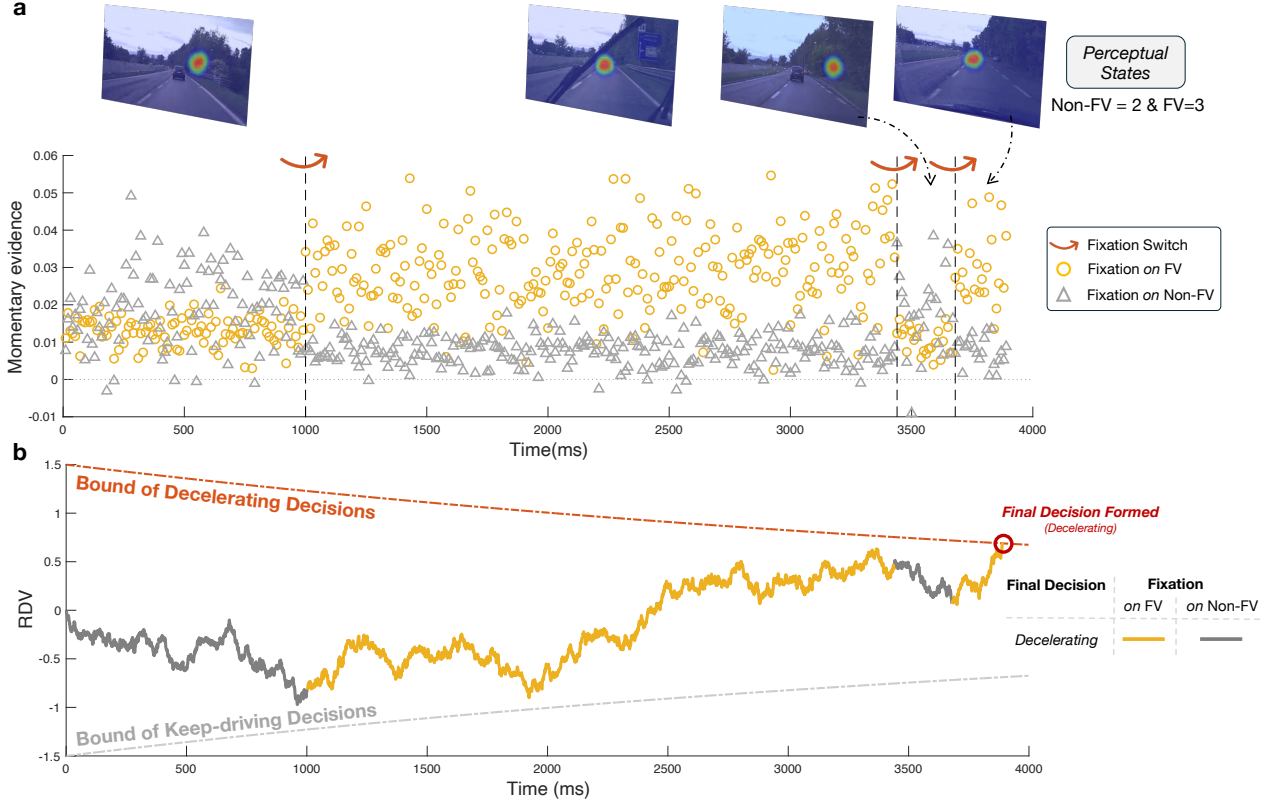 a
Perceptual
States
Non-FV = 2 & FV=3
Momentary evidence
0.06
0.05
0.04
0.03
0.02
0.01
0
-0.01
0
500
1000
1500
2000
2500
3000
3500
4000
Time(ms)
Fixation Switch
Fixation on FV
Fixation on Non-FV
b
RDV
1.5
1
0.5
0
-0.5
-1
-1.5
Bound of Decelerating Decisions
Bound of Keep-driving Decisions
0
500
1000
1500
2000
2500
3000
3500
4000
Time (ms)
Final Decision Formed
(Decelerating)
Final Decision Fixation
on FV on Non-FV
Decelerating